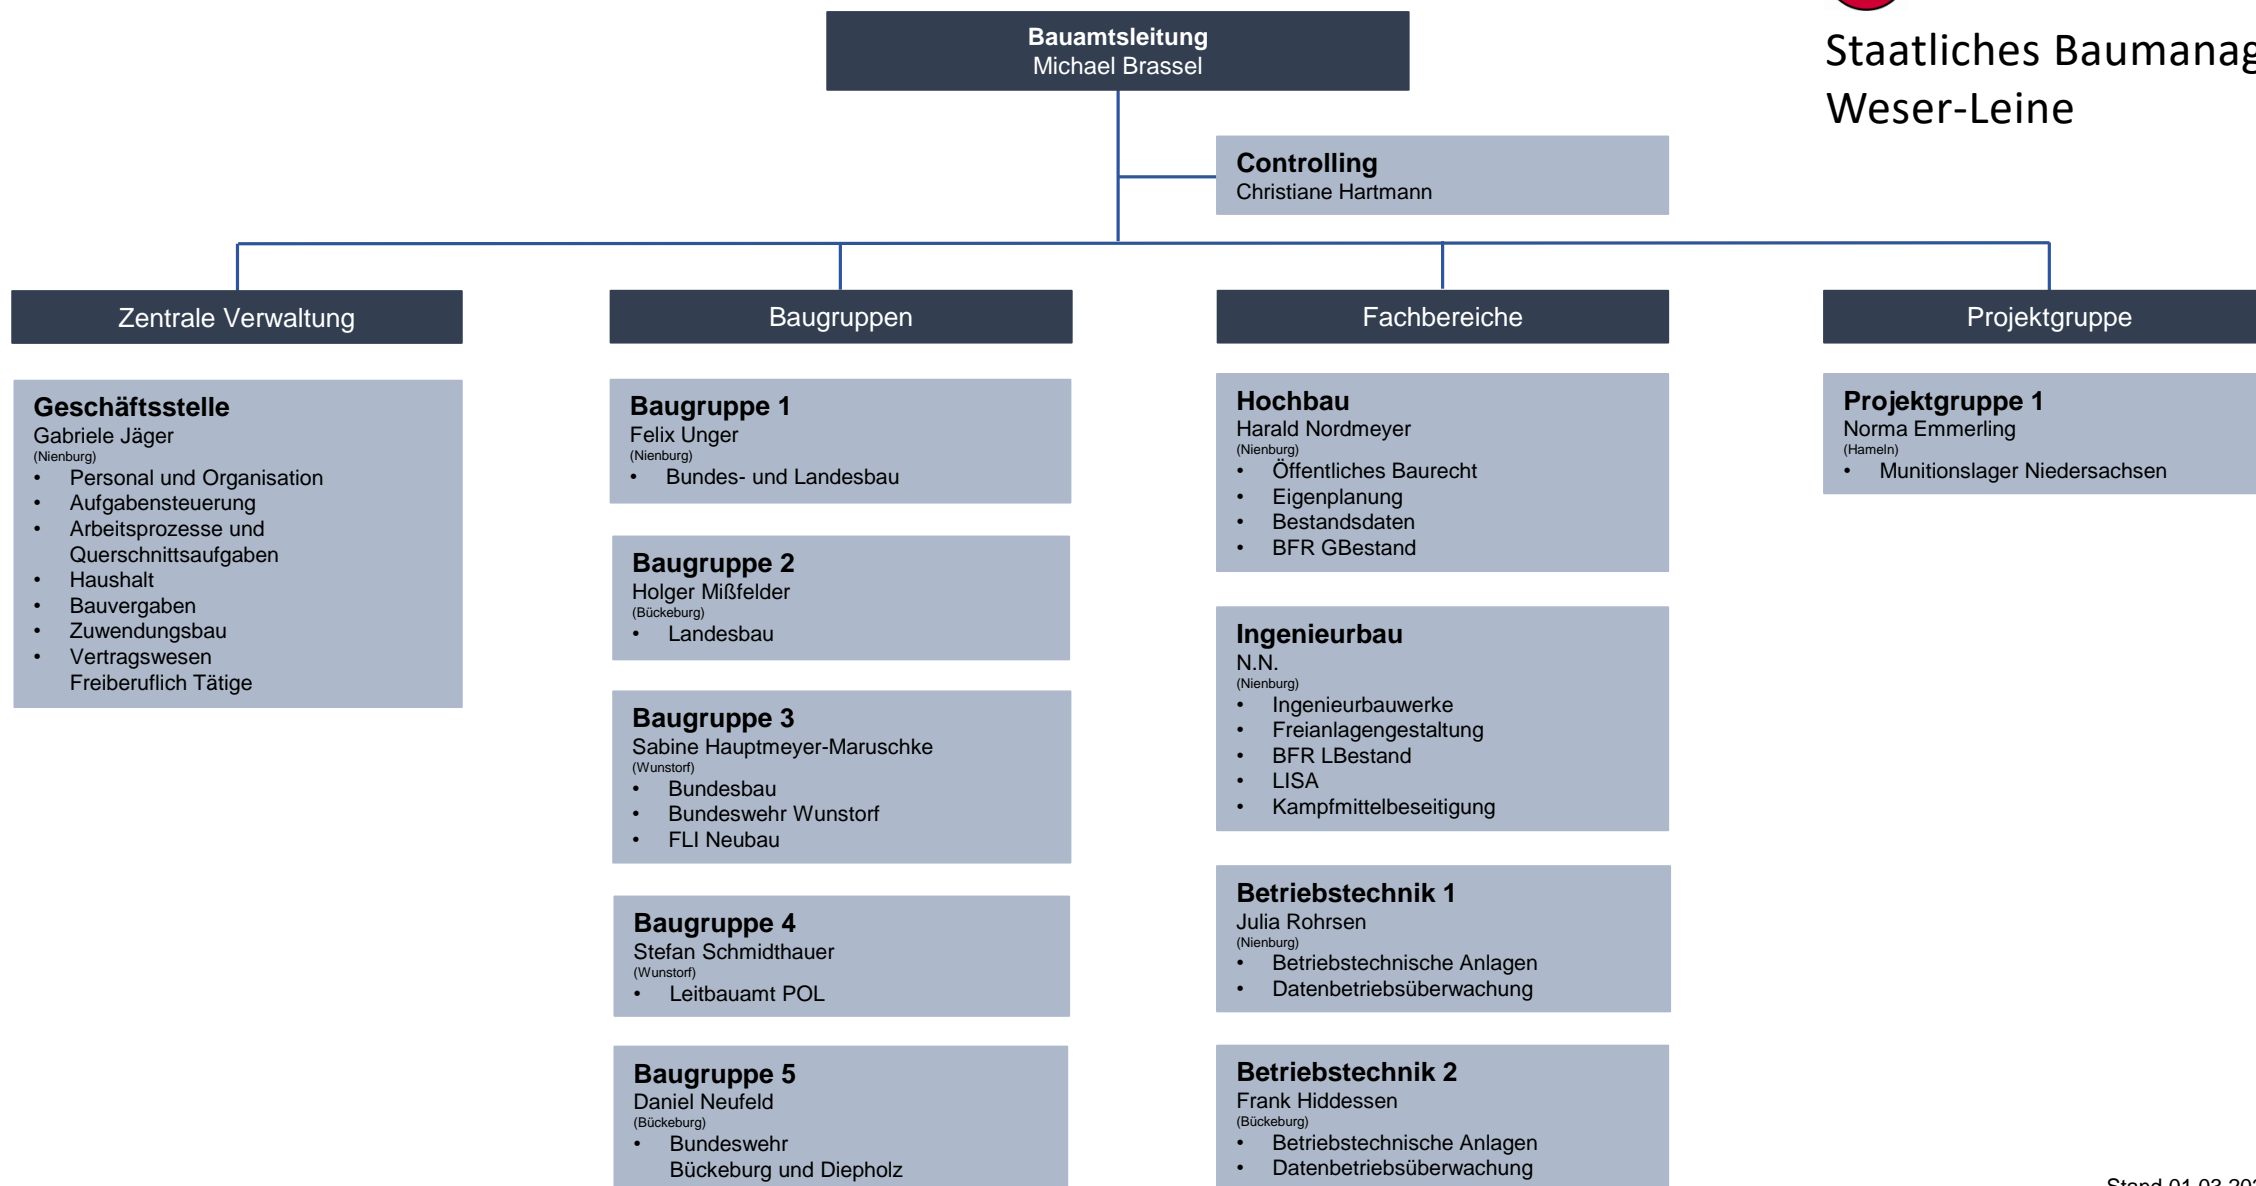 Bauamtsleitung
Michael Brassel
Staatliches
Weser-Leine
Controlling
Christiane Hartmann
Zentrale Verwaltung
Geschäftsstelle
Gabriele Jäger
(Nienburg)
• Personal und Organisation
• Aufgabensteuerung
• Arbeitsprozesse und
Querschnittsaufgaben
• Haushalt
• Bauvergaben
• Zuwendungsbau
• Vertragswesen
Freiberuflich Tätige
Baugruppen
Baugruppe 1
Felix Unger
(Nienburg)
• Bundes- und Landesbau
Baugruppe 2
Holger Mißfelder
(Bückeburg)
• Landesbau
Baugruppe 3
Sabine Hauptmeyer-Maruschke
(Wunstorf)
• Bundesbau
• Bundeswehr Wunstorf
• FLI Neubau
Baugruppe 4
Stefan Schmidthauer
(Wunstorf)
• Leitbauamt POL
Baugruppe 5
Daniel Neufeld
(Bückeburg)
• Bundeswehr
Bückeburg und Diepholz
Fachbereiche
Hochbau
Harald Nordmeyer
(Nienburg)
• Öffentliches Baurecht
• Eigenplanung
• Bestandsdaten
• BFR GBestand
Ingenieurbau
N.N.
(Nienburg)
• Ingenieurbauwerke
• Freianlagengestaltung
• BFR LBestand
• LISA
• Kampfmittelbeseitigung
Betriebstechnik 1
Julia Rohrsen
(Nienburg)
• Betriebstechnische Anlagen
• Datenbetriebsüberwachung
Betriebstechnik 2
Frank Hiddessen
(Bückeburg)
• Betriebstechnische Anlagen
• Datenbetriebsüberwachung
Projektgruppe
Projektgruppe 1
Norma Emmerling
(Hameln)
• Munitionslager Niedersachsen
Stand